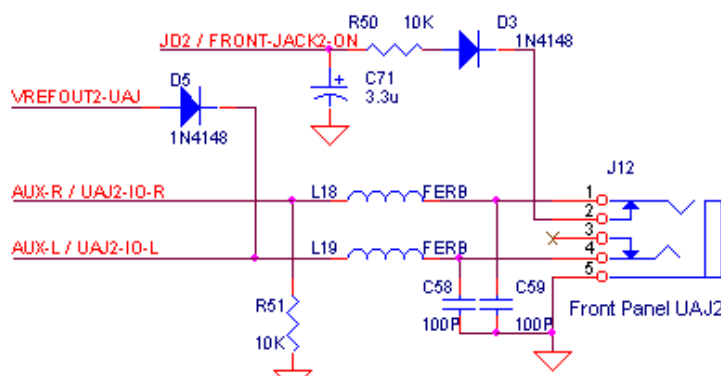 R50 10K D3
JD2 / FRONT-JACK2-ON 1N4148
D5 + C71
3.3u
VREFOUT2-UAJ
1N4148
J12
AUX-R / UAJ2-IO-R L18 FERB 1
2
3
AUX-L / UAJ2-IO-L L19 FERB 4
5
R51 C58 C59
Front Panel UAJ2
10K 100P 100P